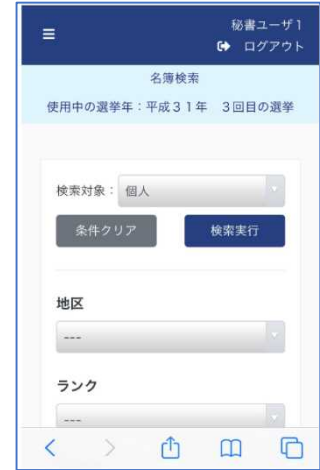 秘書ユーザ1
ログアウト
名簿検索
使用中の選挙年：平成３１年　３回目の選挙
検索対象： 個人
条件クリア 検索実行
地区
---
ランク
---